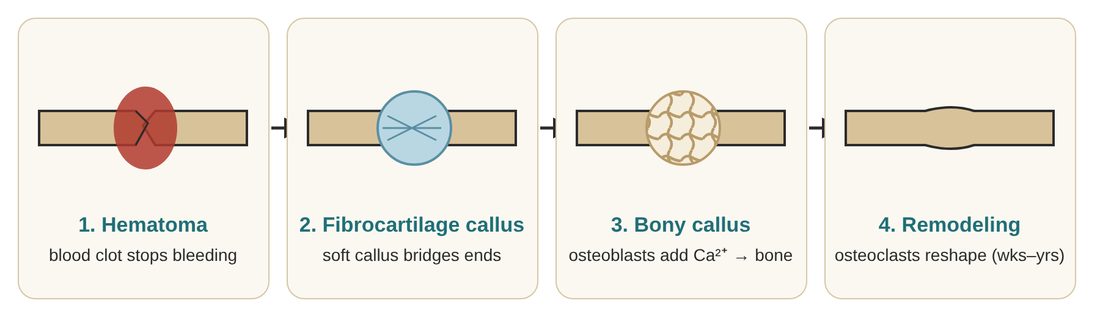 1. Hematoma
blood clot stops bleeding
2. Fibrocartilage callus
soft callus bridges ends
3. Bony callus
osteoblasts add Ca²⁺ → bone
4. Remodeling
osteoclasts reshape (wks–yrs)